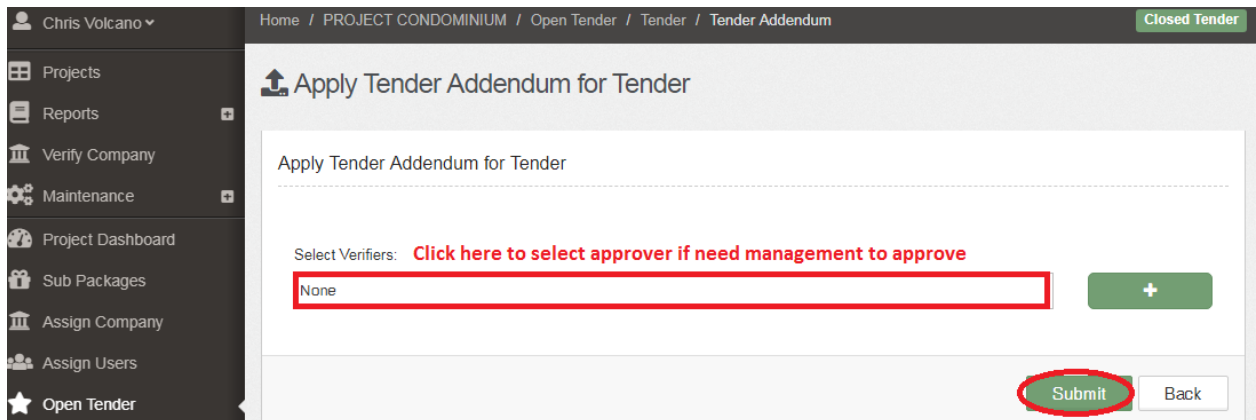 Chris Volcano
Home / PROJECT CONDOMINIUM / Open Tender / Tender / Tender Addendum
Closed Tender
Projects
Reports
Verify Company
Maintenance
Project Dashboard
Sub Packages
Assign Company
Assign Users
Open Tender
Apply Tender Addendum for Tender
Apply Tender Addendum for Tender
Select Verifiers: Click here to select approver if need management to approve
None
+
Submit
Back